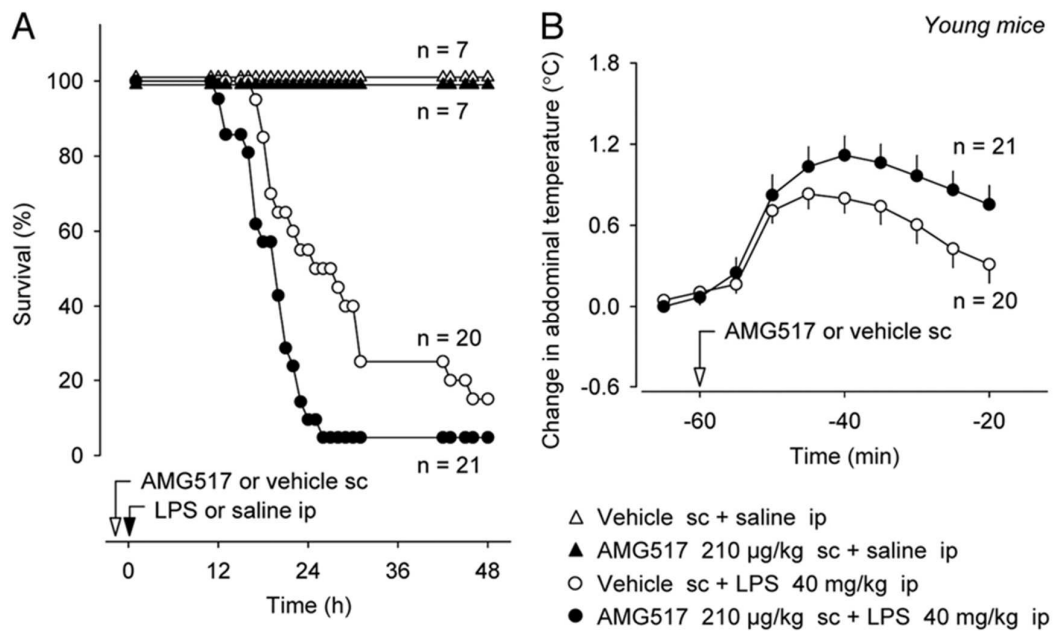 A
B
Young mice
n = 7
n = 7
n = 20
n = 21
Survival (%)
100
80
60
40
20
0
AMG517 or vehicle sc
LPS or saline ip
0 12 24 36 48
Time (h)
Change in abdominal temperature (°C)
1.8
1.2
0.6
0.0
-0.6
n = 21
n = 20
AMG517 or vehicle sc
-60 -40 -20
Time (min)
Vehicle sc + saline ip
AMG517 210 µg/kg sc + saline ip
Vehicle sc + LPS 40 mg/kg ip
AMG517 210 µg/kg sc + LPS 40 mg/kg ip